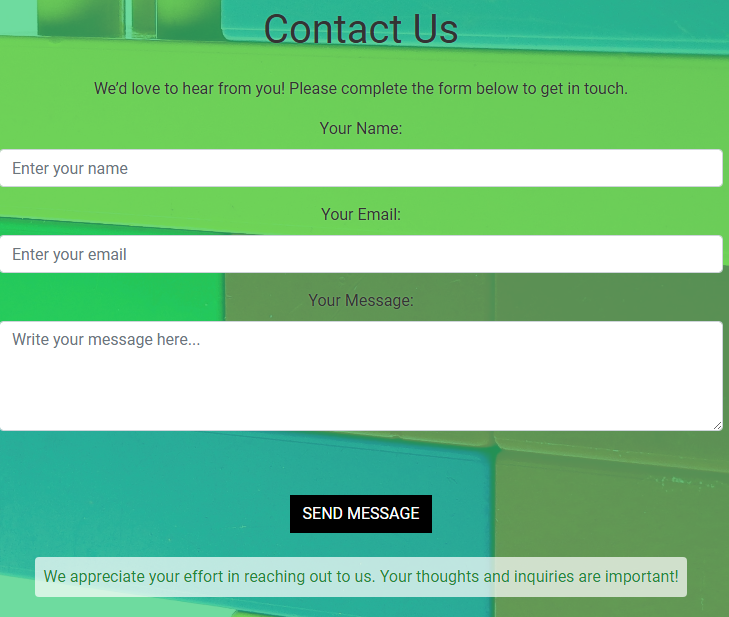 Contact Us
We’d love to hear from you! Please complete the form below to get in touch.
Your Name:
Enter your name
Your Email:
Enter your email
Your Message:
Write your message here...
SEND MESSAGE
We appreciate your effort in reaching out to us. Your thoughts and inquiries are important!